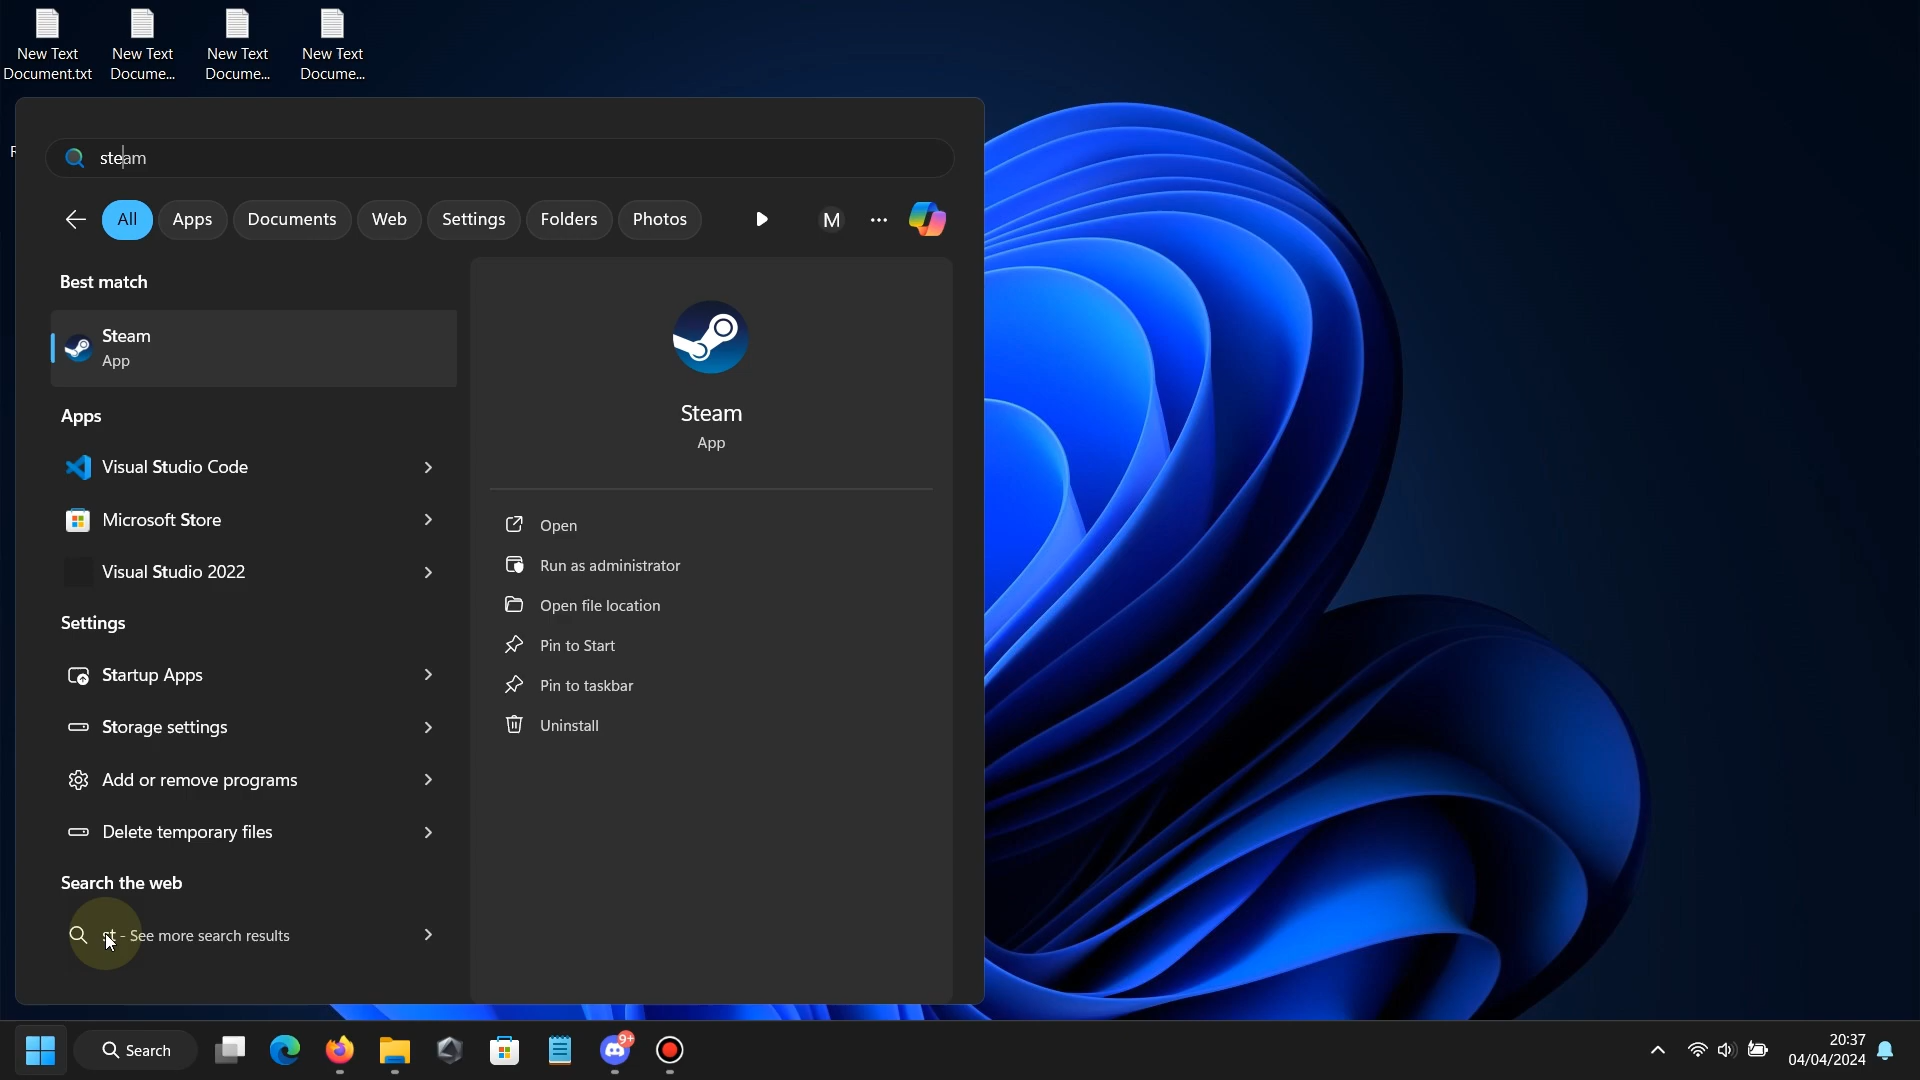 New Text
Document.txt
New Text
Docume...
New Text
Docume...
New Text
Docume...
R
steam
All
Apps
Documents
Web
Settings
Folders
Photos
M
Best match
Steam
App
Apps
Visual Studio Code
Microsoft Store
Visual Studio 2022
Settings
Startup Apps
Storage settings
Add or remove programs
Delete temporary files
Search the web
st - See more search results
Steam
App
Open
Run as administrator
Open file location
Pin to Start
Pin to taskbar
Uninstall
Search
9+
20:37
04/04/2024